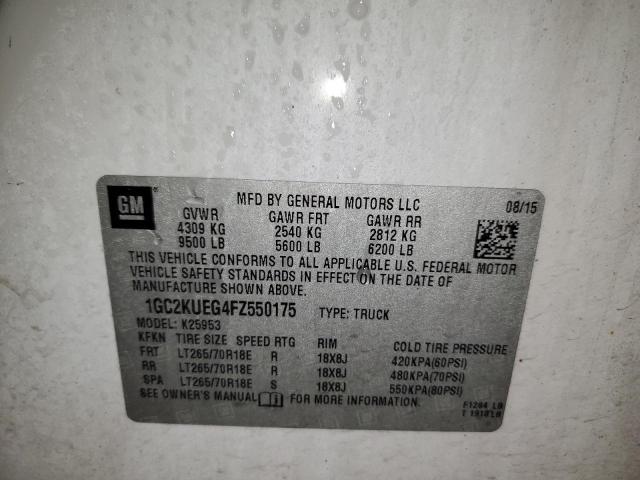 GM
MFD BY GENERAL MOTORS LLC 08/15
GVWR GAWR FRT GAWR RR
4309 KG 2540 KG 2812 KG
9500 LB 5600 LB 6200 LB
THIS VEHICLE CONFORMS TO ALL APPLICABLE U.S. FEDERAL MOTOR
VEHICLE SAFETY STANDARDS IN EFFECT ON THE DATE OF
MANUFACTURE SHOWN ABOVE.
1GC2KUEG4FZ550175 TYPE: TRUCK
MODEL: K25953
KFKN TIRE SIZE SPEED RTG RIM COLD TIRE PRESSURE
FRT LT265/70R18E R 18X8J 420KPA(60PSI)
RR LT265/70R18E R 18X8J 480KPA(70PSI)
SPA LT265/70R18E S 18X8J 550KPA(80PSI)
SEE OWNER'S MANUAL FOR MORE INFORMATION.